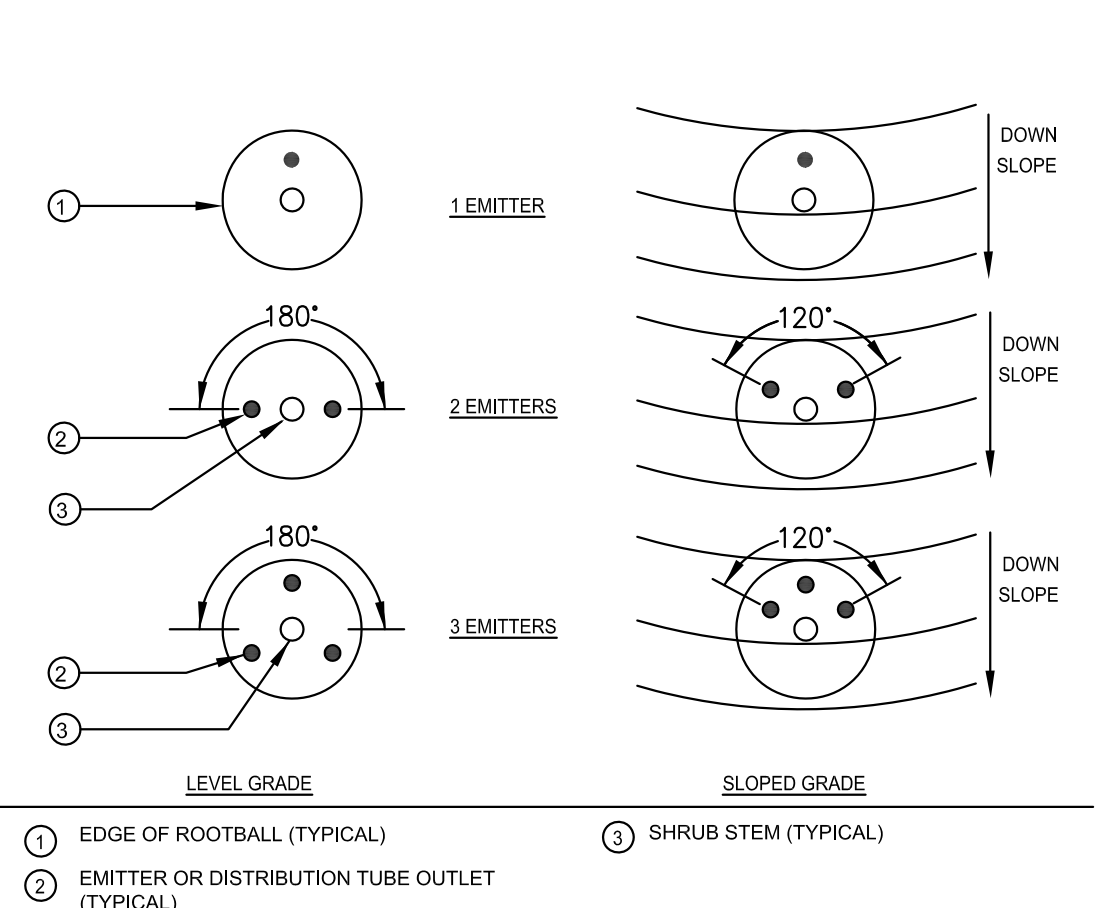 DOWN
SLOPE
1
1 EMITTER
180°
120°
DOWN
SLOPE
2 EMITTERS
2
3
180°
120°
DOWN
SLOPE
3 EMITTERS
2
3
LEVEL GRADE
SLOPED GRADE
1 EDGE OF ROOTBALL (TYPICAL)
2 EMITTER OR DISTRIBUTION TUBE OUTLET
(TYPICAL)
3 SHRUB STEM (TYPICAL)